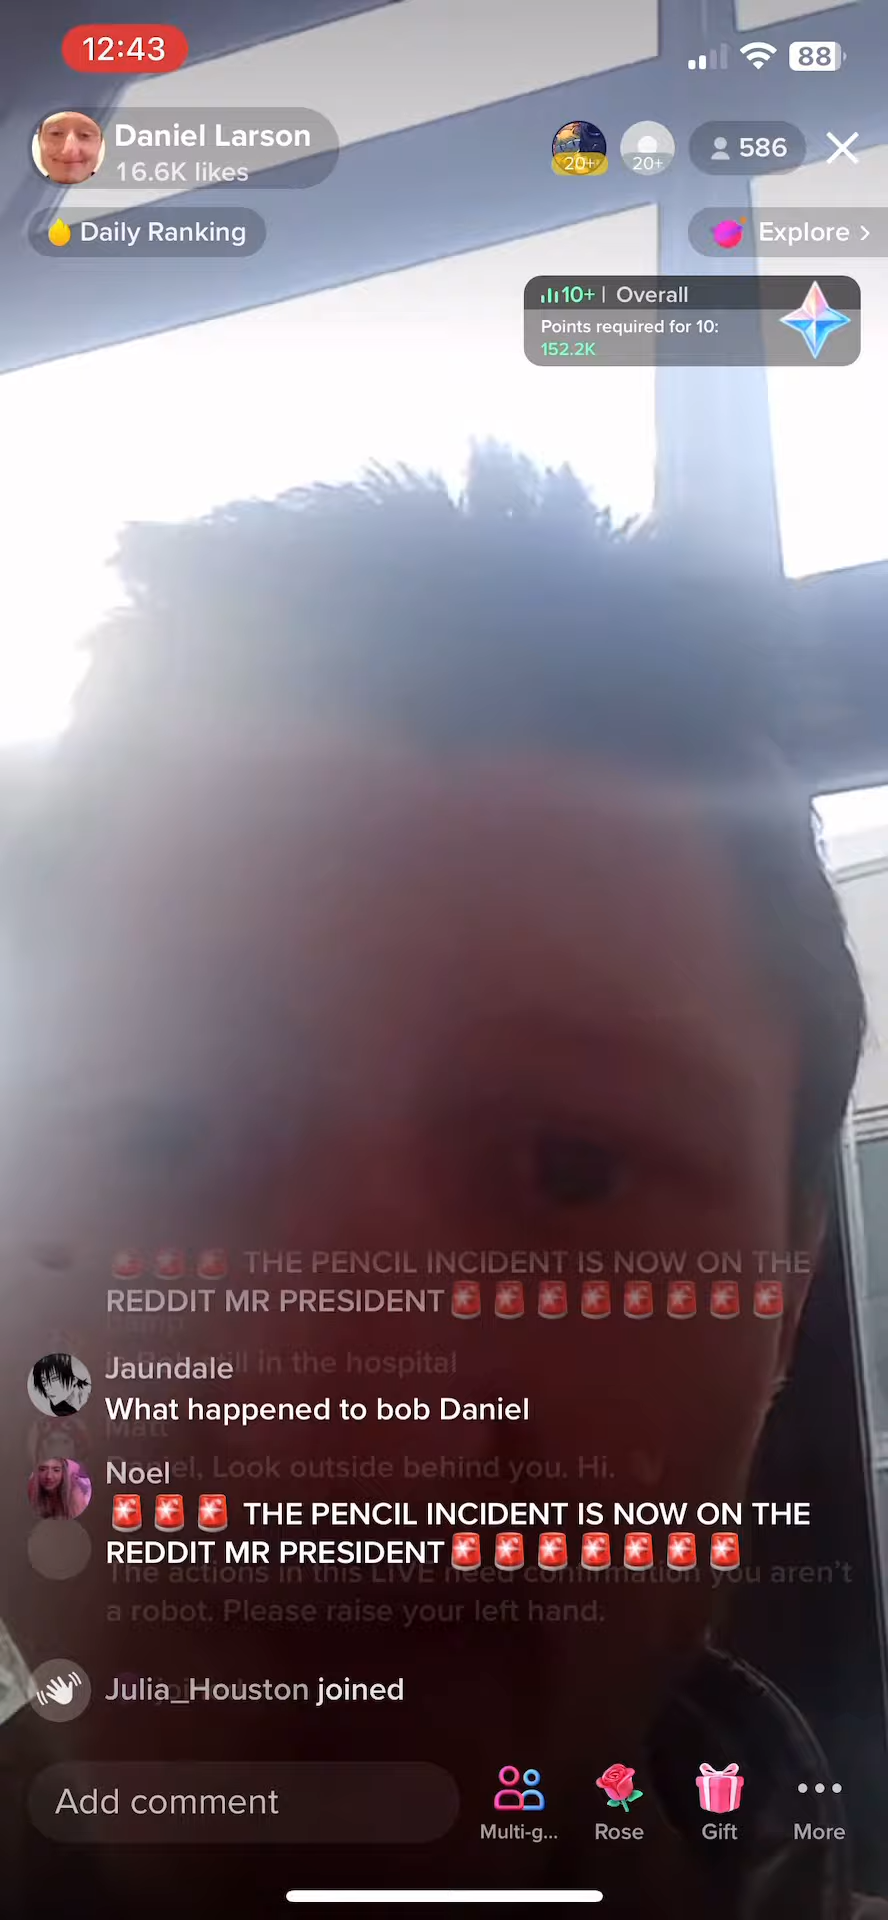 12:43
88
Daniel Larson
16.6K likes
20+
20+
586
Daily Ranking
Explore >
10+ | Overall
Points required for 10:
152.2K
🚨🚨🚨 THE PENCIL INCIDENT IS NOW ON THE
REDDIT MR PRESIDENT🚨🚨🚨🚨🚨🚨🚨🚨
still in the hospital
Jaundale
What happened to bob Daniel
Matt
Daniel, Look outside behind you. Hi.
Noel
🚨🚨🚨 THE PENCIL INCIDENT IS NOW ON THE
REDDIT MR PRESIDENT🚨🚨🚨🚨🚨🚨🚨
The actions in this LIVE need confirmation you aren't
a robot. Please raise your left hand.
Julia_Houston joined
Add comment
Multi-g...
Rose
Gift
More